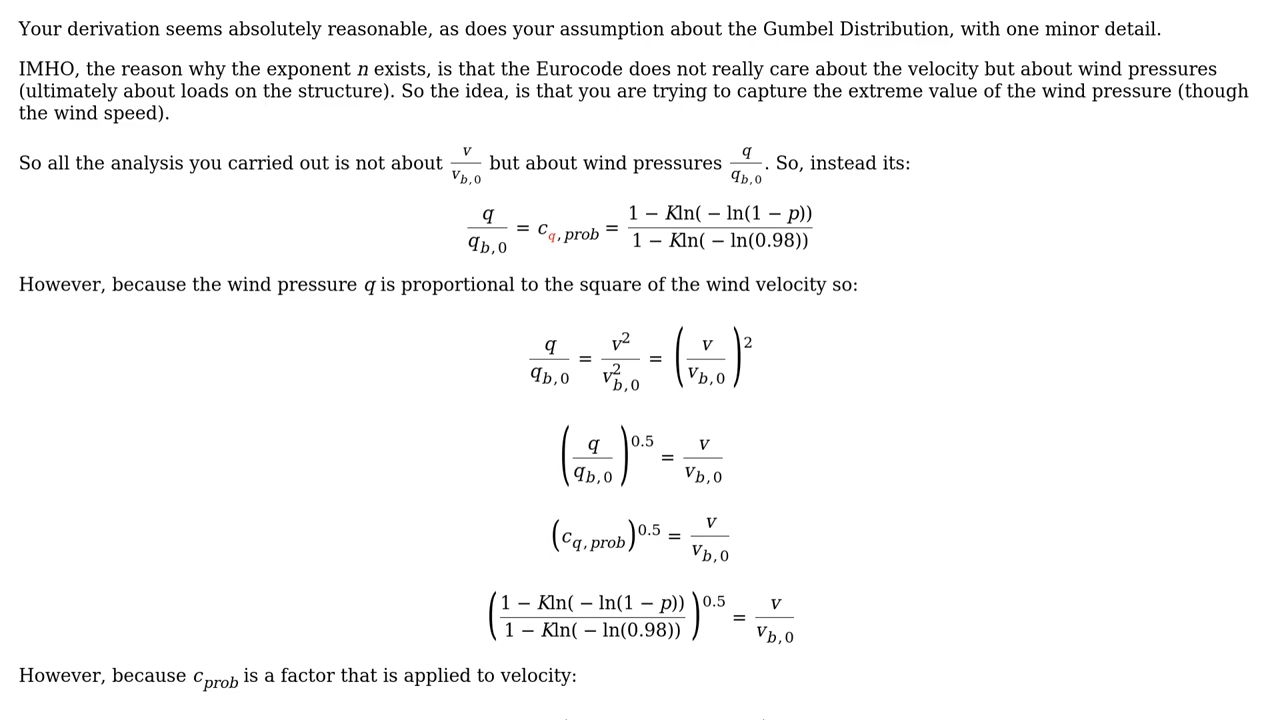 Your derivation seems absolutely reasonable, as does your assumption about the Gumbel Distribution, with one minor detail.
IMHO, the reason why the exponent n exists, is that the Eurocode does not really care about the velocity but about wind pressures
(ultimately about loads on the structure). So the idea, is that you are trying to capture the extreme value of the wind pressure (though
the wind speed).
So all the analysis you carried out is not about v/v_{b,0} but about wind pressures q/q_{b,0}. So, instead its:
q/q_{b,0} = c_{q,prob} = (1 − Kln( − ln(1 − p)))/(1 − Kln( − ln(0.98)))
However, because the wind pressure q is proportional to the square of the wind velocity so:
q/q_{b,0} = v^2/v_{b,0}^2 = (v/v_{b,0})^2
(q/q_{b,0})^{0.5} = v/v_{b,0}
(c_{q,prob})^{0.5} = v/v_{b,0}
((1 − Kln( − ln(1 − p)))/(1 − Kln( − ln(0.98))))^{0.5} = v/v_{b,0}
However, because c_{prob} is a factor that is applied to velocity: